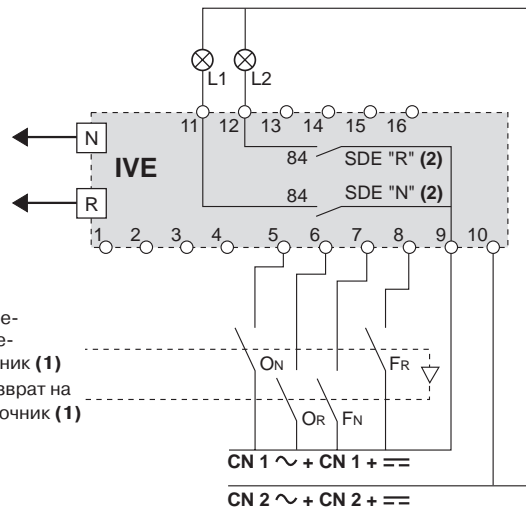 L1 L2
11 12 13 14 15 16
N
IVE
84 SDE "R" (2)
R
84 SDE "N" (2)
1 2 3 4 5 6 7 8 9 10
е-
е-
ник (1)
врат на
очник (1)
ON
FR
OR FN
CN 1 ~ + CN 1 + ⎓
CN 2 ~ + CN 2 + ⎓